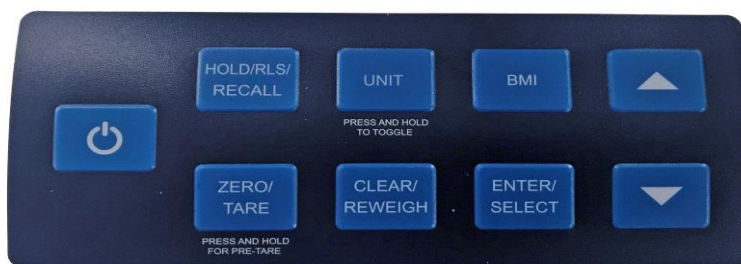 HOLD/RLS/
RECALL
UNIT
PRESS AND HOLD
TO TOGGLE
BMI
ZERO/
TARE
PRESS AND HOLD
FOR PRE-TARE
CLEAR/
REWEIGH
ENTER/
SELECT